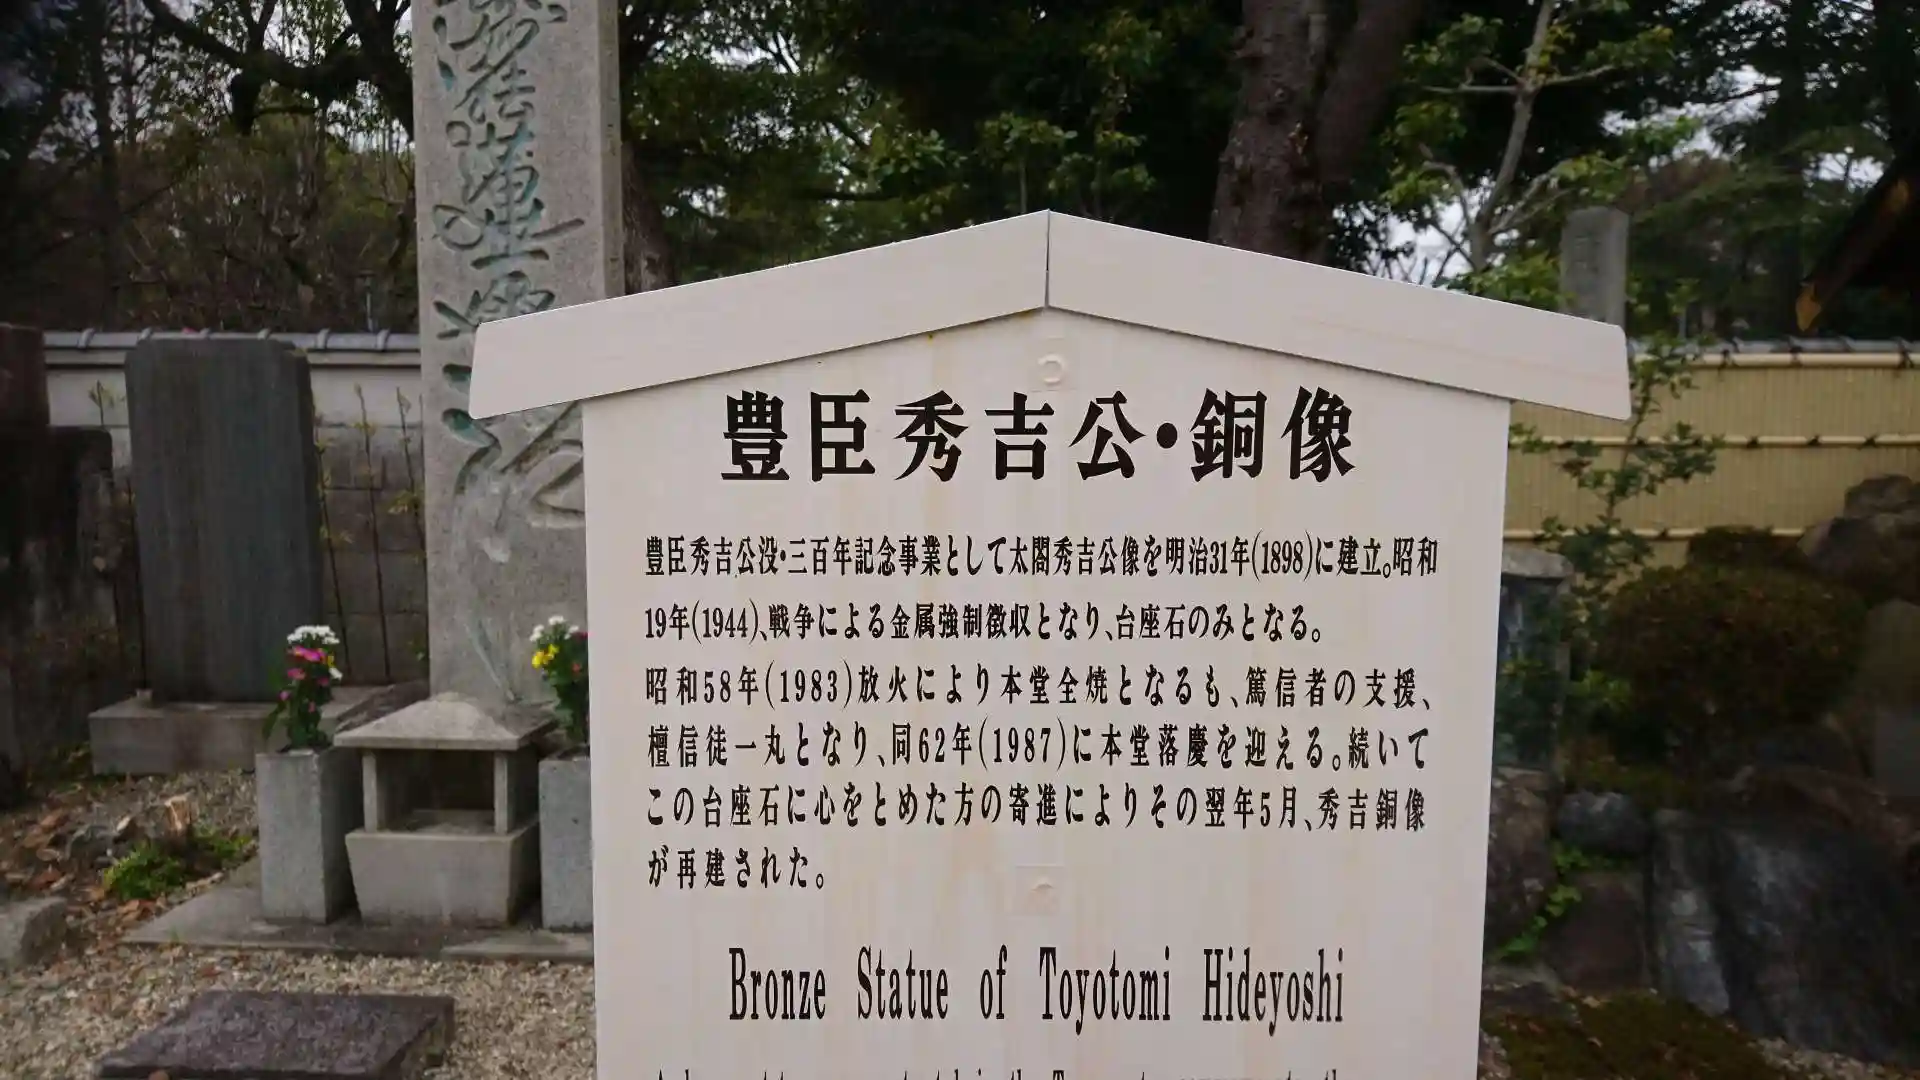 蓮
豊臣秀吉公・銅像
豊臣秀吉公没・三百年記念事業として太閤秀吉公像を明治31年(1898)に建立。昭和
19年(1944)、戦争による金属強制徴収となり、台座石のみとなる。
昭和58年(1983)放火により本堂全焼となるも、篤信者の支援、
檀信徒一丸となり、同62年(1987)に本堂落慶を迎える。続いて
この台座石に心をとめた方の寄進によりその翌年5月、秀吉銅像
が再建された。
Bronze Statue of Toyotomi Hideyoshi